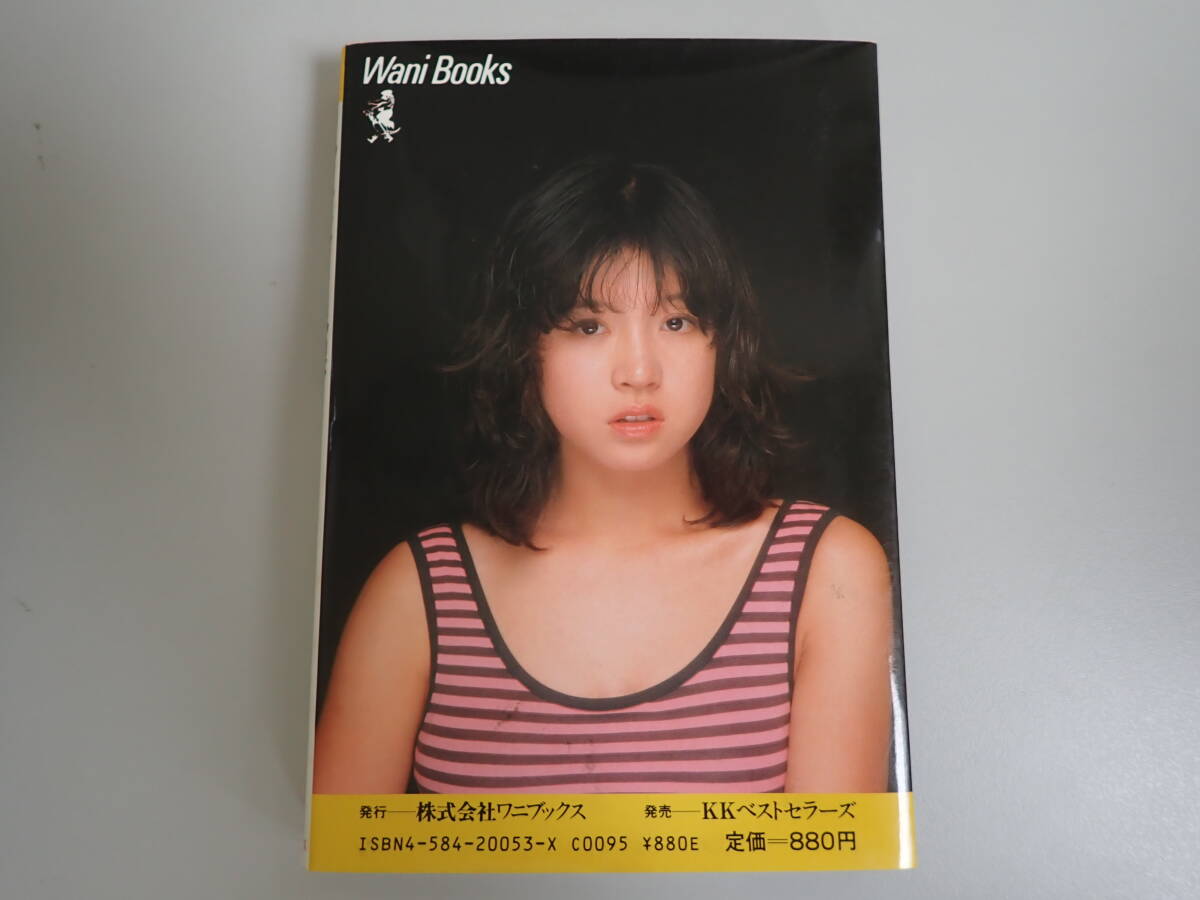 Wani Books
発行—株式会社ワニブックス 発売—KKベストセラーズ
ISBN4-584-20053-X C0095 ¥880E 定価=880円